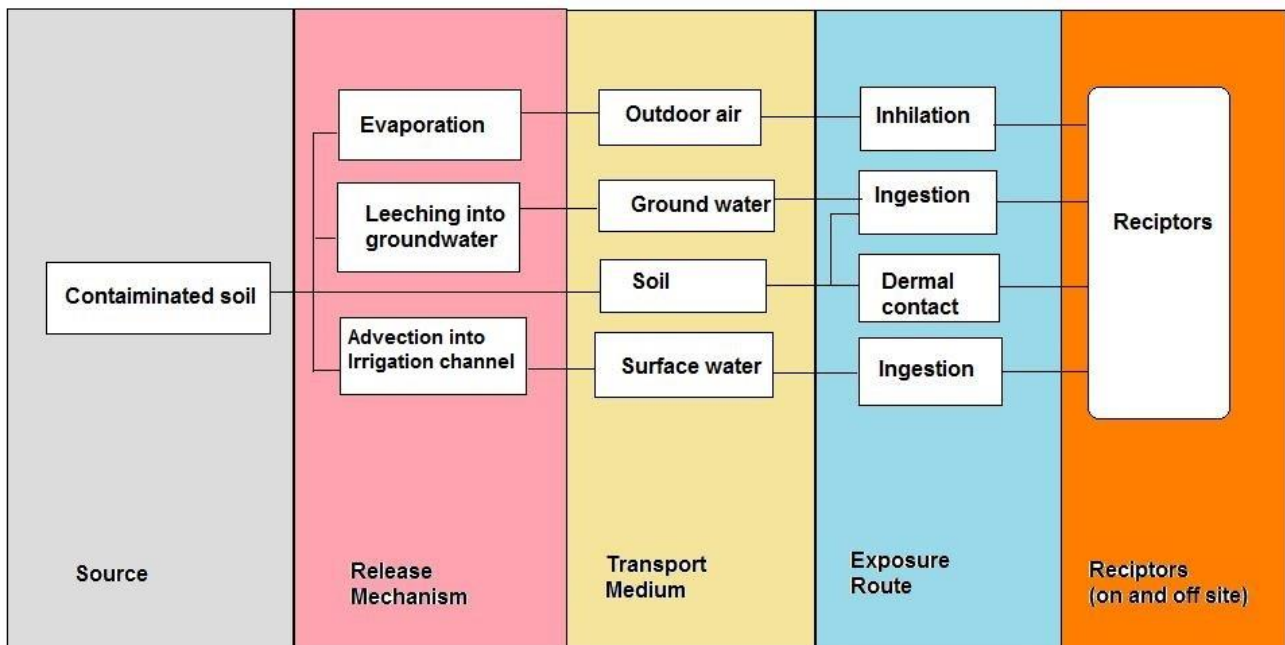 Evaporation
Outdoor air
Inhilation
Leeching into
groundwater
Ground water
Ingestion
Reciptors
Contaiminated soil
Soil
Dermal
contact
Advection into
Irrigation channel
Surface water
Ingestion
Source
Release
Mechanism
Transport
Medium
Exposure
Route
Reciptors
(on and off site)